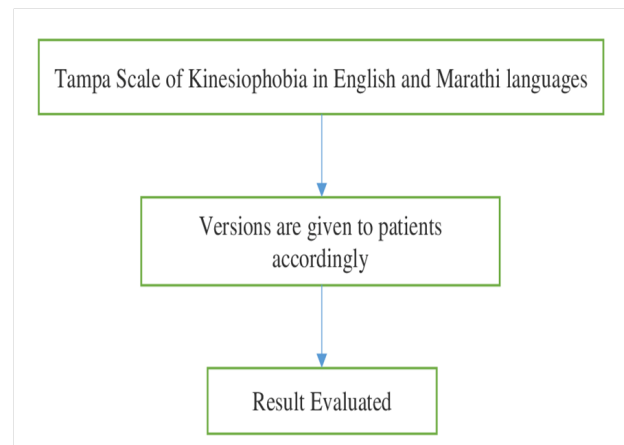 Tampa Scale of Kinesiophobia in English and Marathi languages
Versions are given to patients
accordingly
Result Evaluated